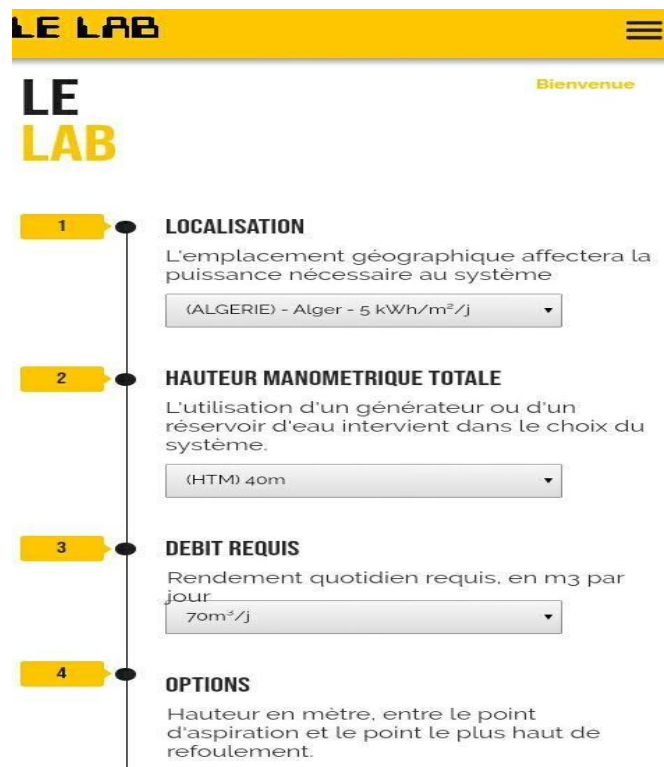 LE LAB
Bienvenue
LE
LAB
1
LOCALISATION
L'emplacement géographique affectera la
puissance nécessaire au système
(ALGERIE) - Alger - 5 kWh/m²/j
2
HAUTEUR MANOMETRIQUE TOTALE
L'utilisation d'un générateur ou d'un
réservoir d'eau intervient dans le choix du
système.
(HTM) 40m
3
DEBIT REQUIS
Rendement quotidien requis, en m3 par
jour
70m³/j
4
OPTIONS
Hauteur en mètre, entre le point
d'aspiration et le point le plus haut de
refoulement.